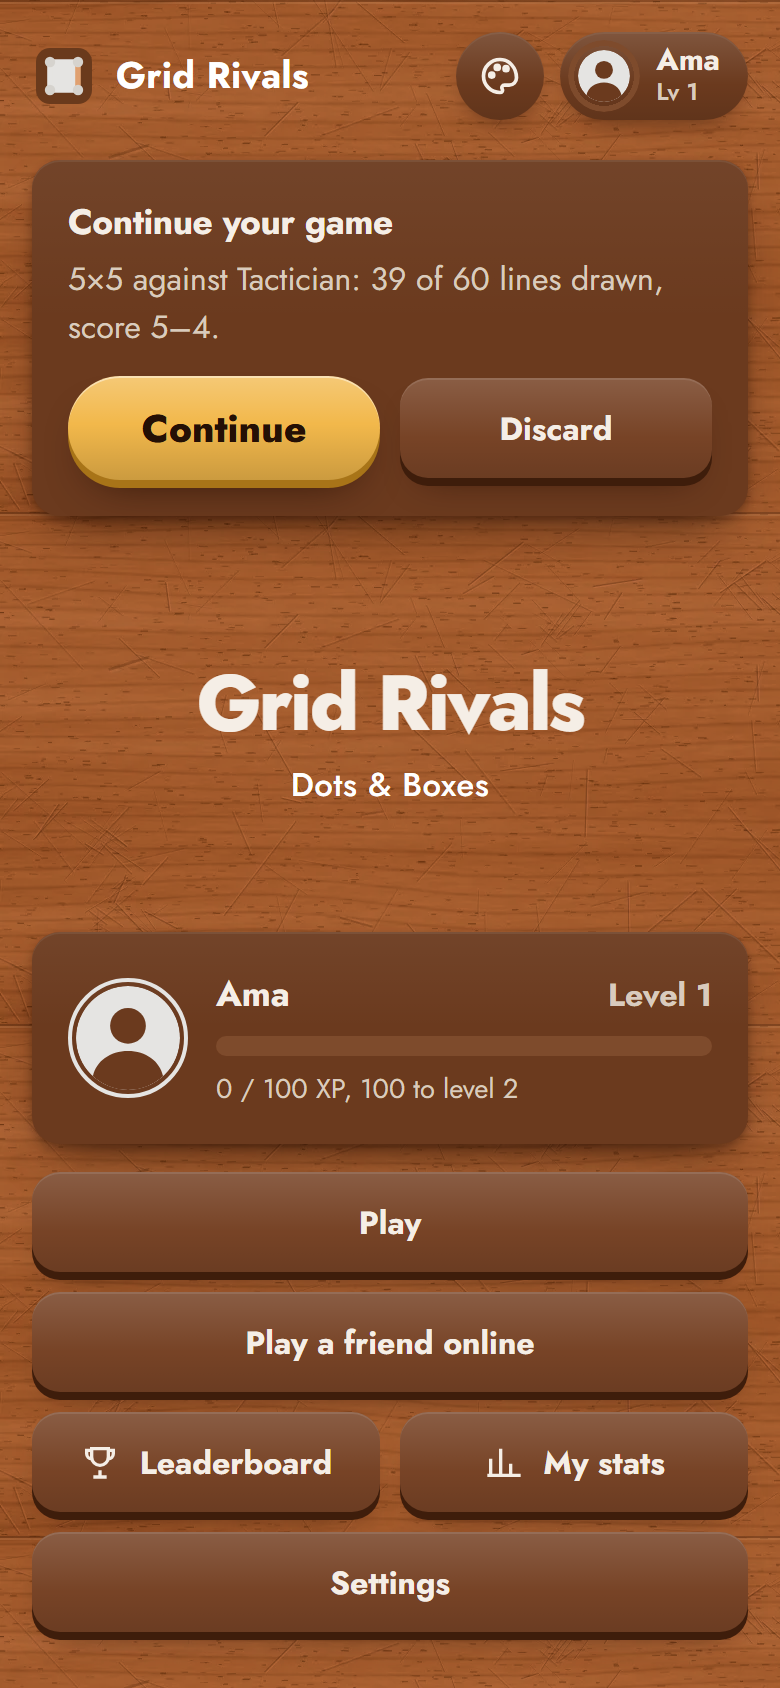 Grid Rivals
Ama
Lv 1
Continue your game
5×5 against Tactician: 39 of 60 lines drawn,
score 5–4.
Continue
Discard
Grid Rivals
Dots & Boxes
Ama
Level 1
0 / 100 XP, 100 to level 2
Play
Play a friend online
Leaderboard
My stats
Settings